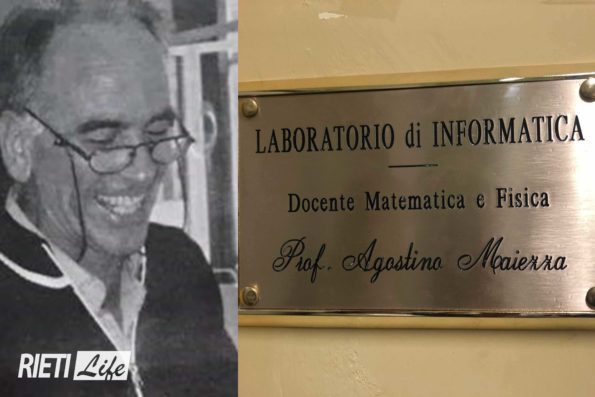 RIETI Life
LABORATORIO di INFORMATICA
Docente Matematica e Fisica
Prof. Agostino Maiezza